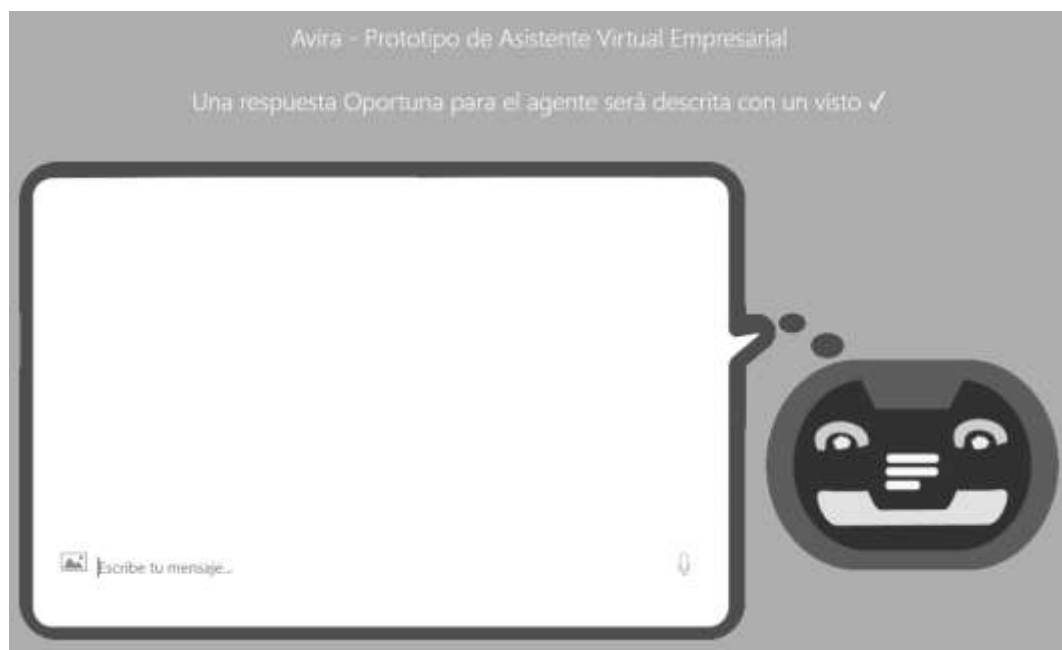 Avira - Prototipo de Asistente Virtual Empresarial
Una respuesta Oportuna para el agente será descrita con un visto ✓
Escribe tu mensaje...